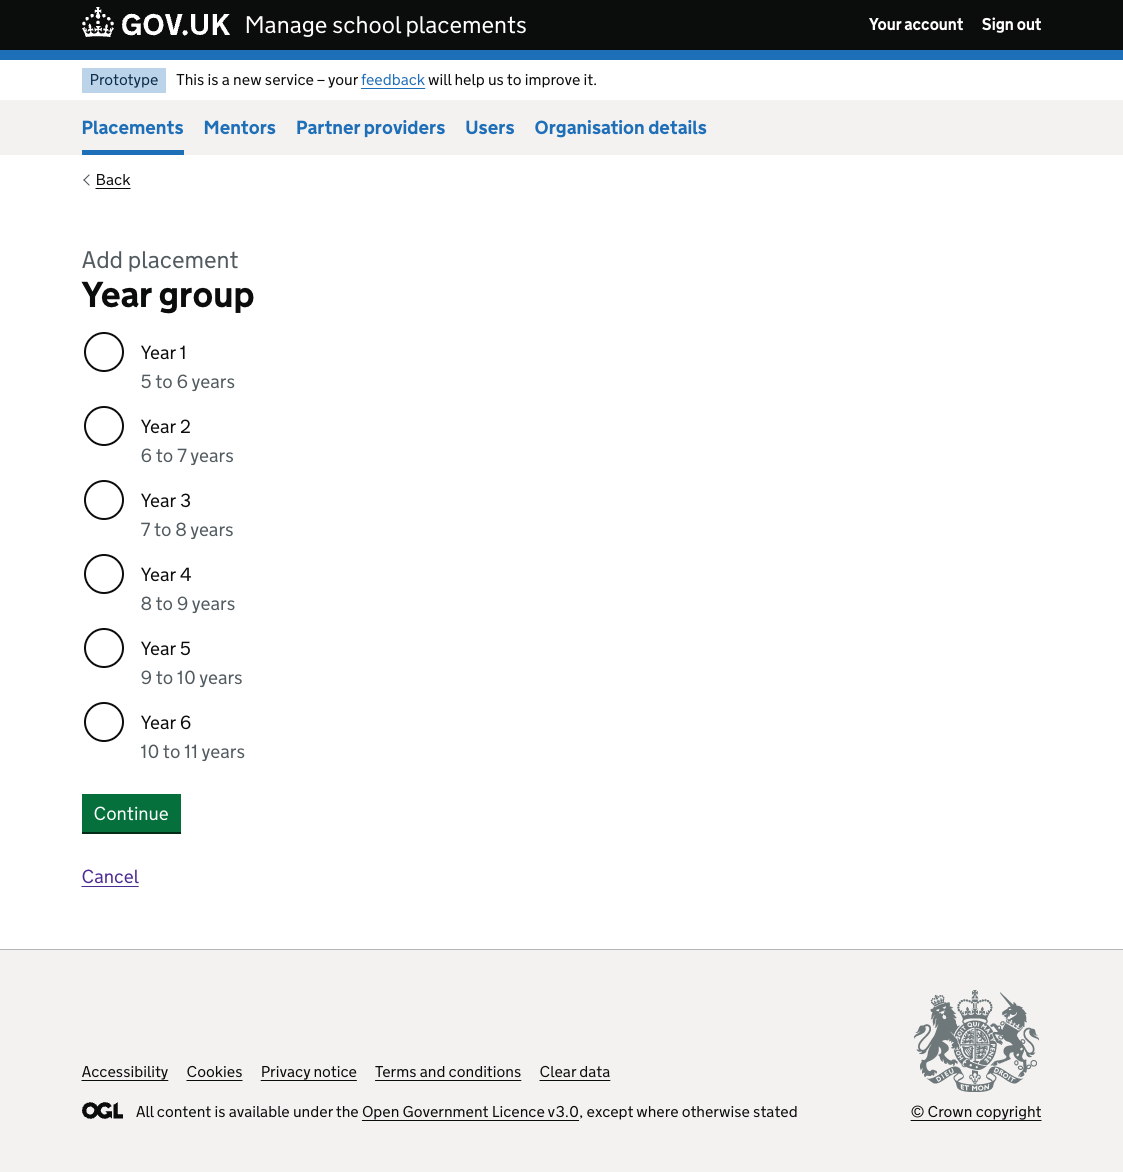 GOV.UK Manage school placements Your account Sign out
Prototype This is a new service – your feedback will help us to improve it.
Placements Mentors Partner providers Users Organisation details
Back
Add placement
Year group
Year 1
5 to 6 years
Year 2
6 to 7 years
Year 3
7 to 8 years
Year 4
8 to 9 years
Year 5
9 to 10 years
Year 6
10 to 11 years
Continue
Cancel
Accessibility Cookies Privacy notice Terms and conditions Clear data
OGL All content is available under the Open Government Licence v3.0, except where otherwise stated
© Crown copyright